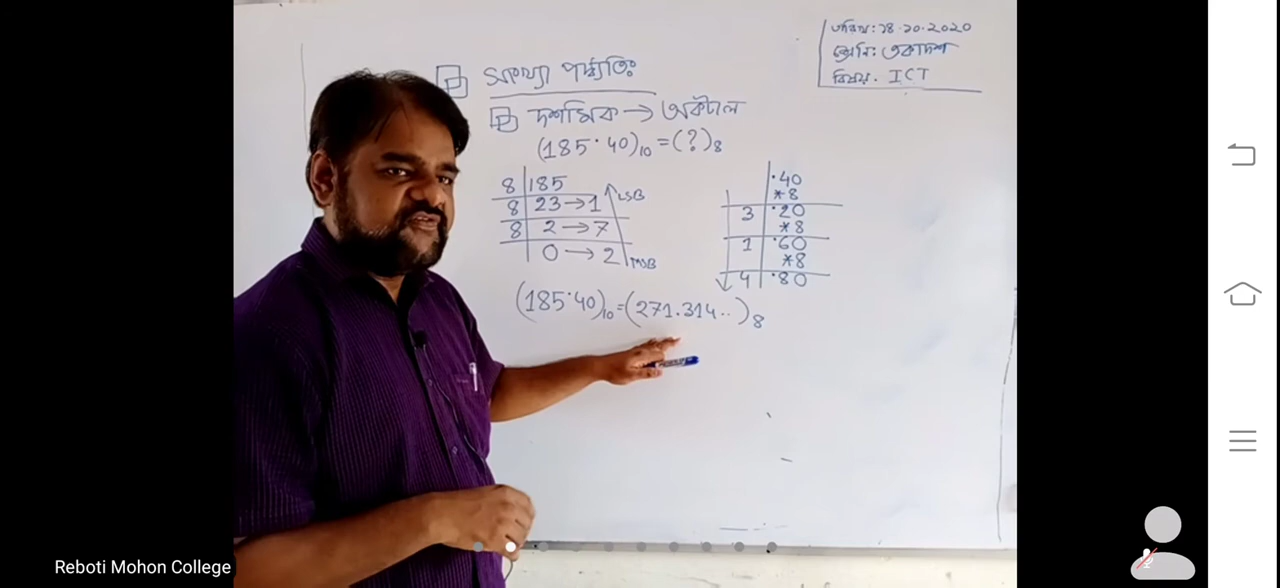 তারিখ: ১৪.১০.২০২০
শ্রেনি: একাদশ
বিষয়. ICT
সংখ্যা পদ্ধতিঃ
দশমিক → অকটাল
(185.40)₁₀ = (?)₈
8 | 185
8 | 23 → 1 LSB
8 | 2 → 7
0 → 2 MSB
.40
*8
3 | .20
*8
1 | .60
*8
4 | .80
(185.40)₁₀ = (271.314..)₈
Reboti Mohon College